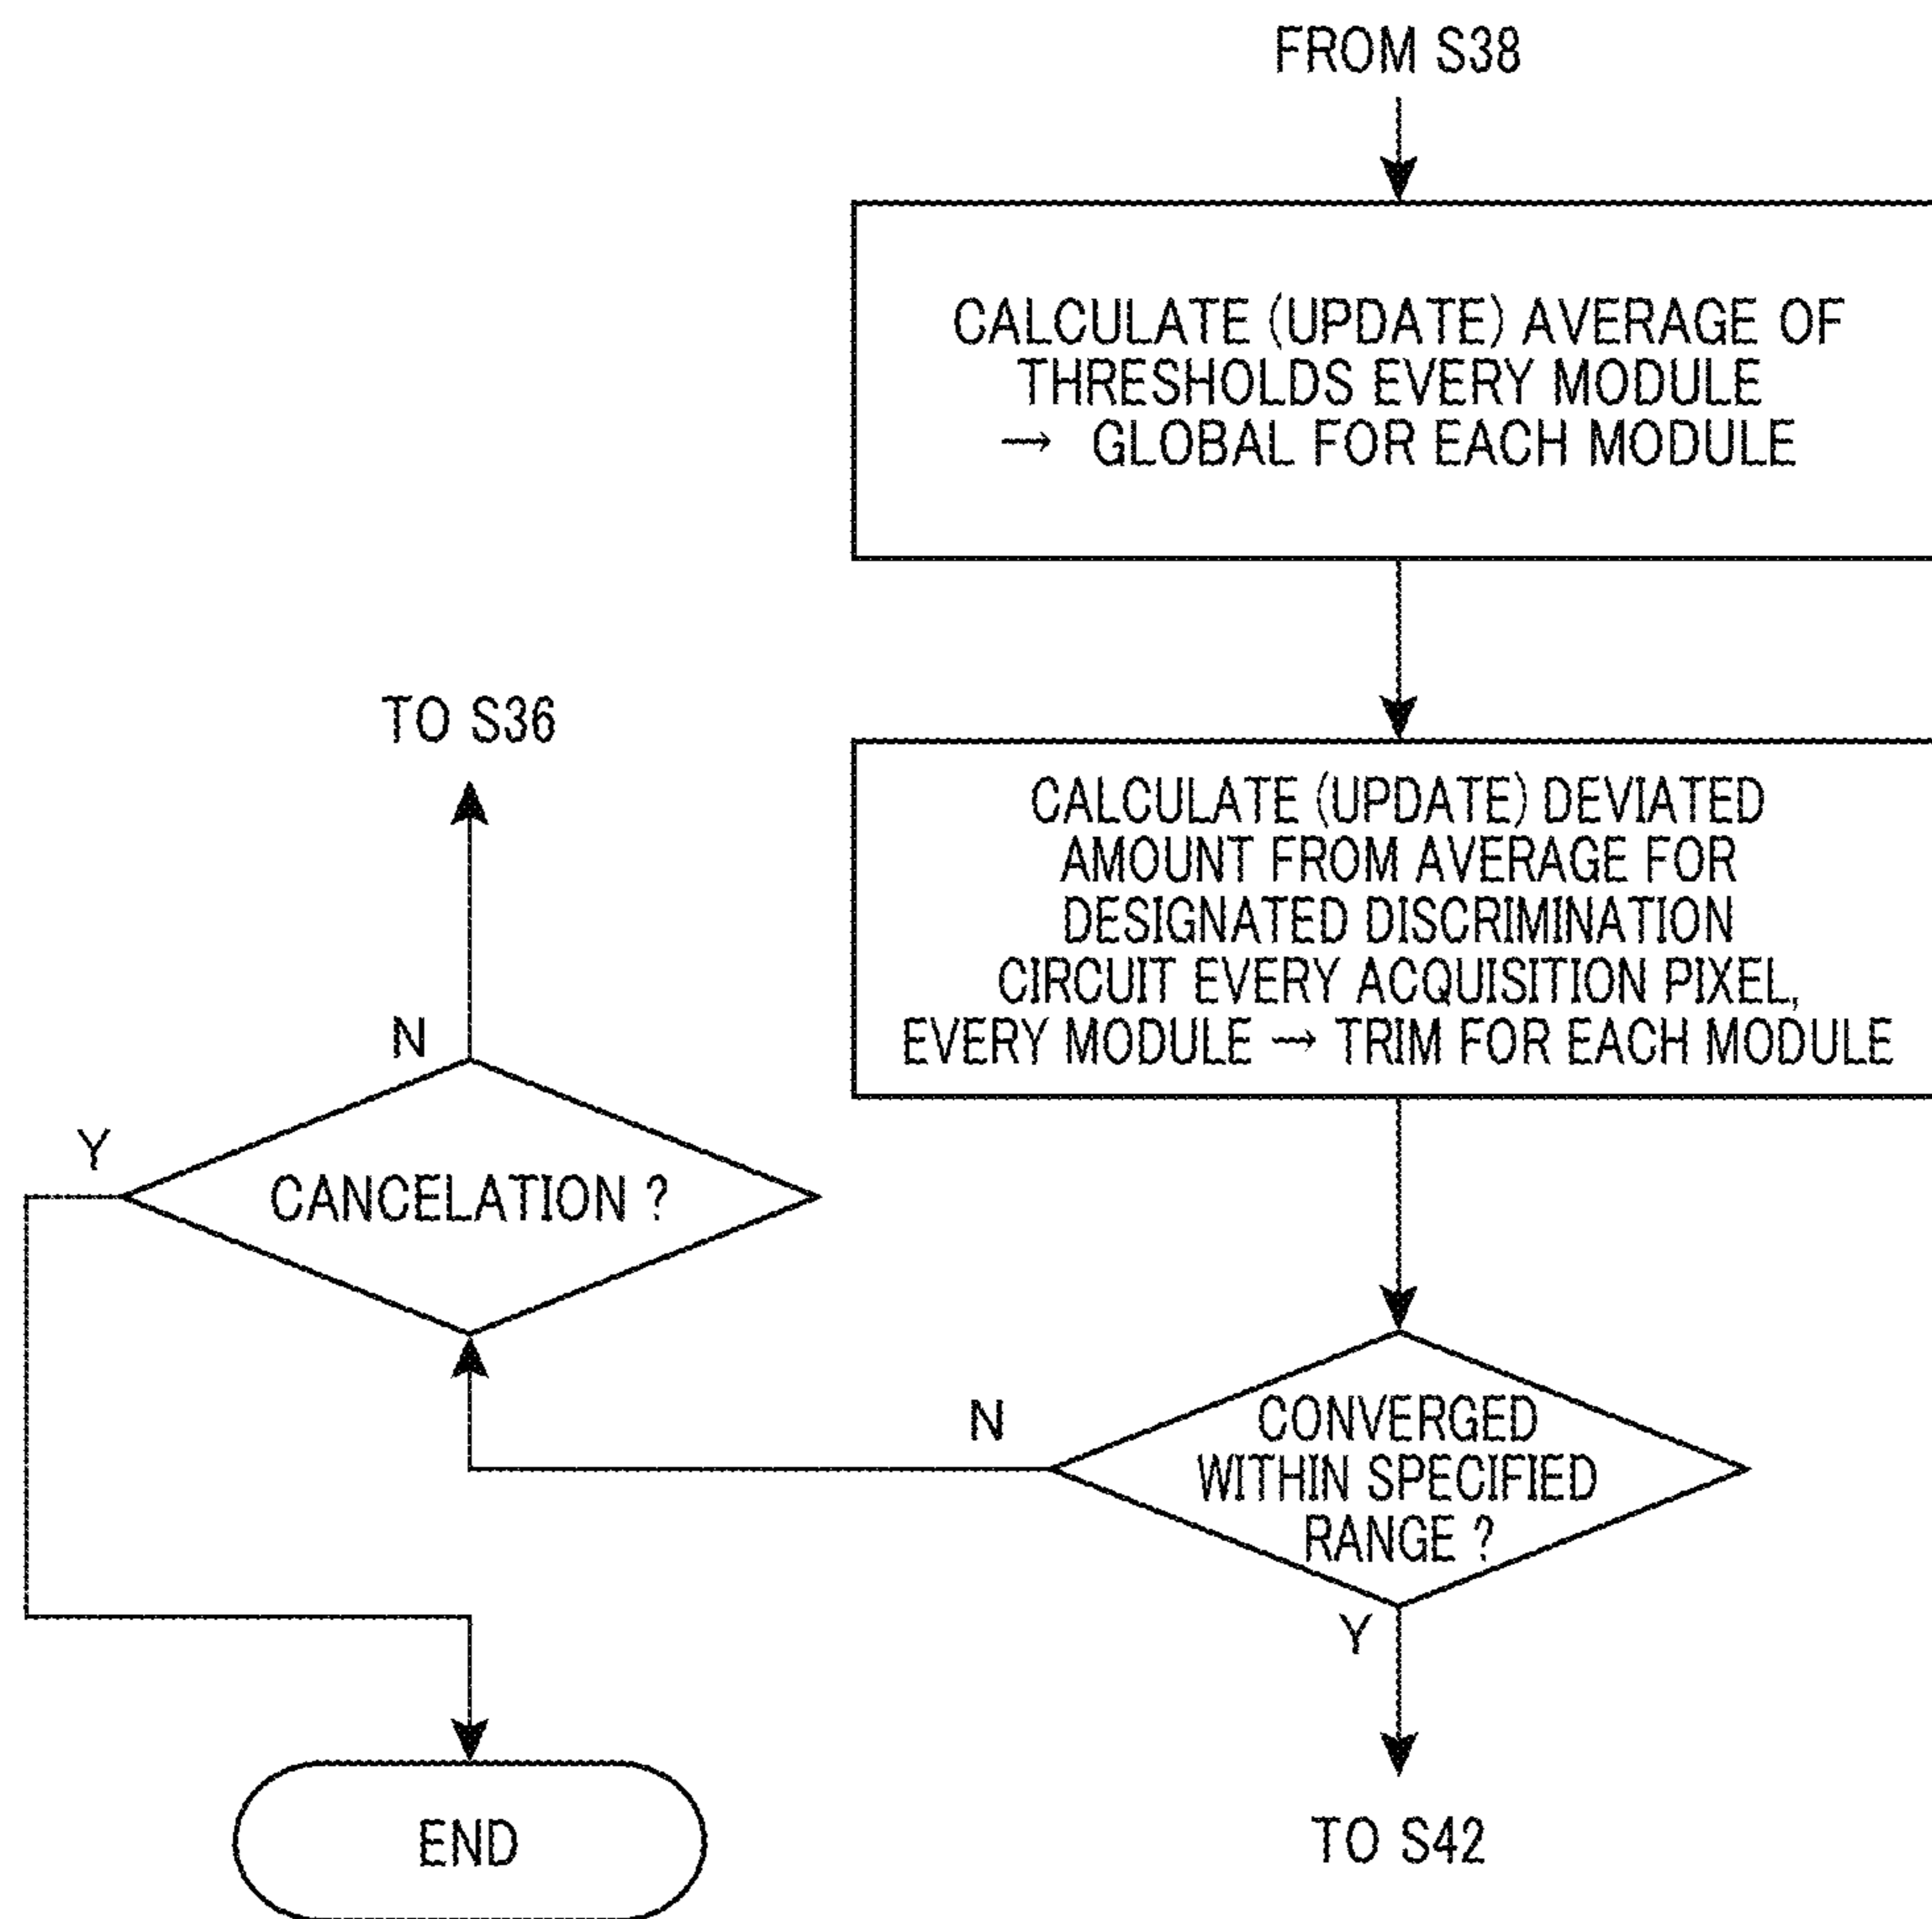 FROM S38
CALCULATE (UPDATE) AVERAGE OF
THRESHOLDS EVERY MODULE
→ GLOBAL FOR EACH MODULE
CALCULATE (UPDATE) DEVIATED
AMOUNT FROM AVERAGE FOR
DESIGNATED DISCRIMINATION
CIRCUIT EVERY ACQUISITION PIXEL,
EVERY MODULE → TRIM FOR EACH MODULE
TO S36
N
Y
CANCELATION ?
N
CONVERGED
WITHIN SPECIFIED
RANGE ?
Y
END
TO S42